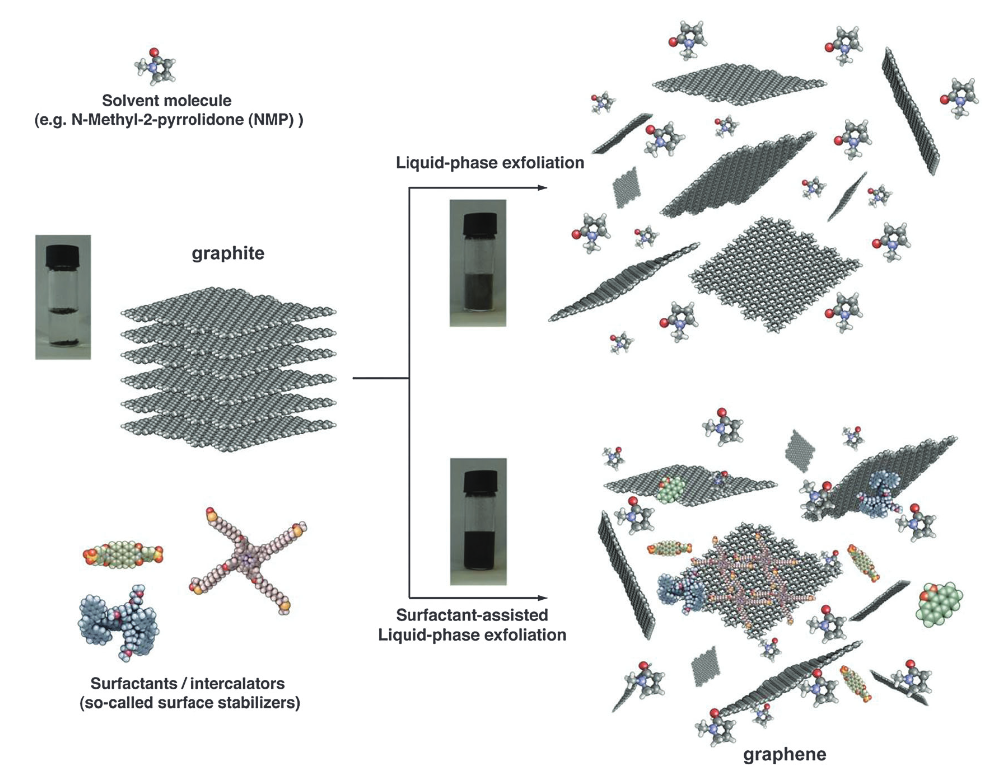 Solvent molecule
(e.g. N-Methyl-2-pyrrolidone (NMP) )
Liquid-phase exfoliation
graphite
Surfactant-assisted
Liquid-phase exfoliation
Surfactants / intercalators
(so-called surface stabilizers)
graphene